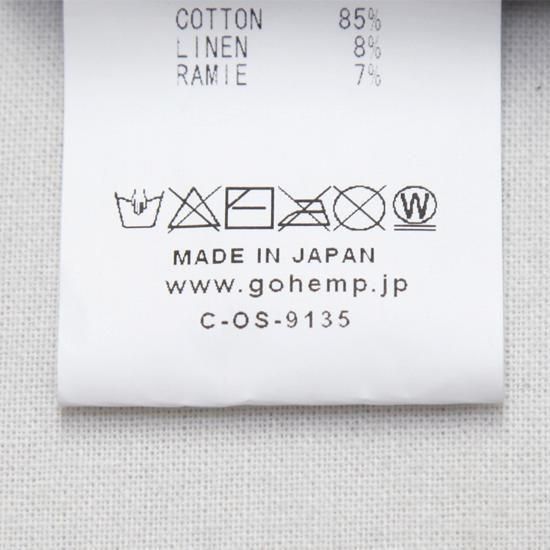 COTTON 85%
LINEN 8%
RAMIE 7%
W
MADE IN JAPAN
www.gohemp.jp
C-OS-9135